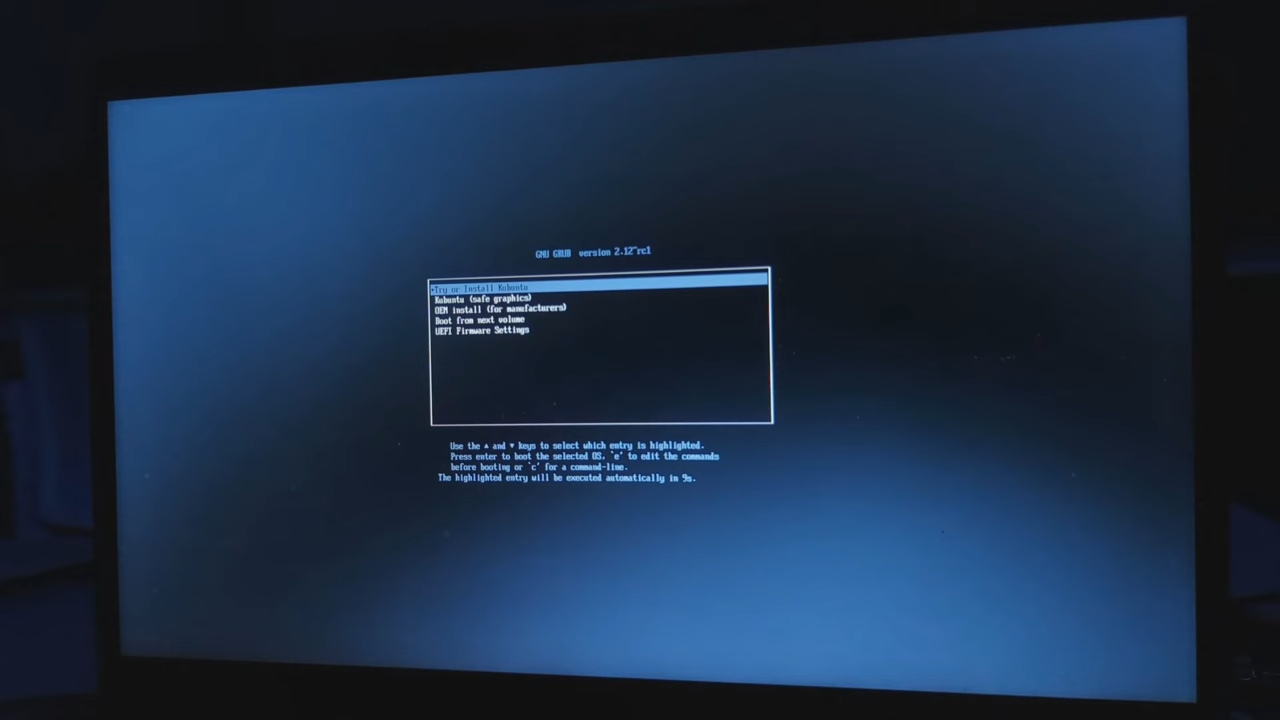 GNU GRUB version 2.12~rc1
*Try or Install Kubuntu
Kubuntu (safe graphics)
OEM install (for manufacturers)
Boot from next volume
UEFI Firmware Settings
Use the ▲ and ▼ keys to select which entry is highlighted.
Press enter to boot the selected OS, `e' to edit the commands
before booting or `c' for a command-line.
The highlighted entry will be executed automatically in 9s.